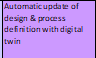 Automatic update of
design & process
definition with digital
twin